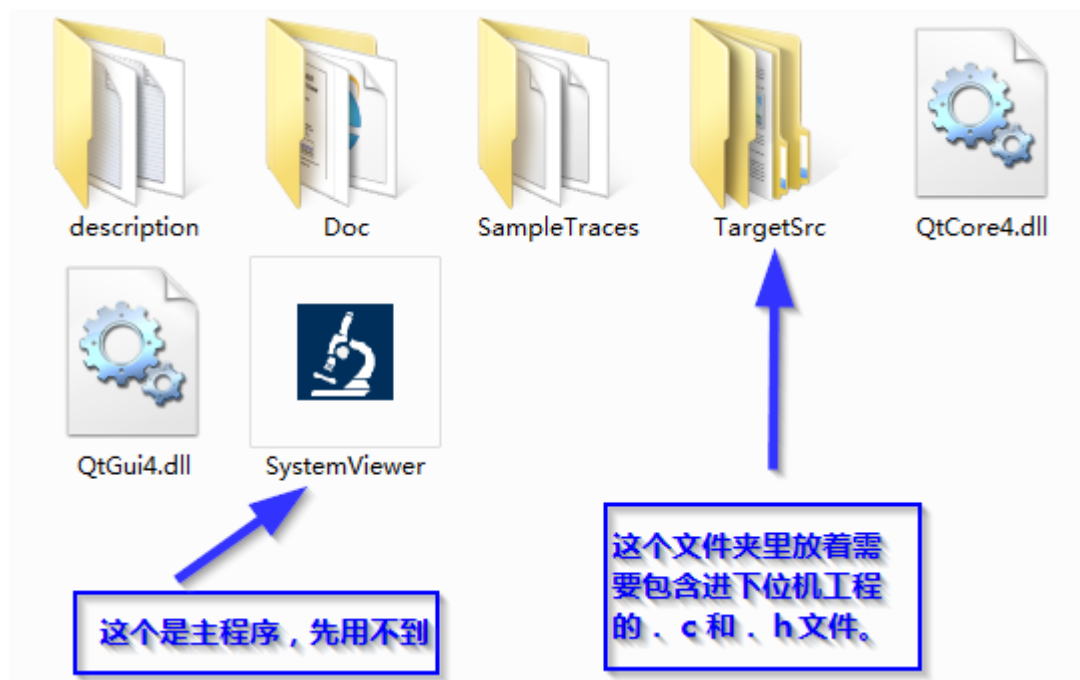 description
Doc
SampleTraces
TargetSrc
QtCore4.dll
QtGui4.dll
SystemViewer
这个是主程序，先用不到
这个文件夹里放着需
要包含进下位机工程
的．c 和．h 文件。